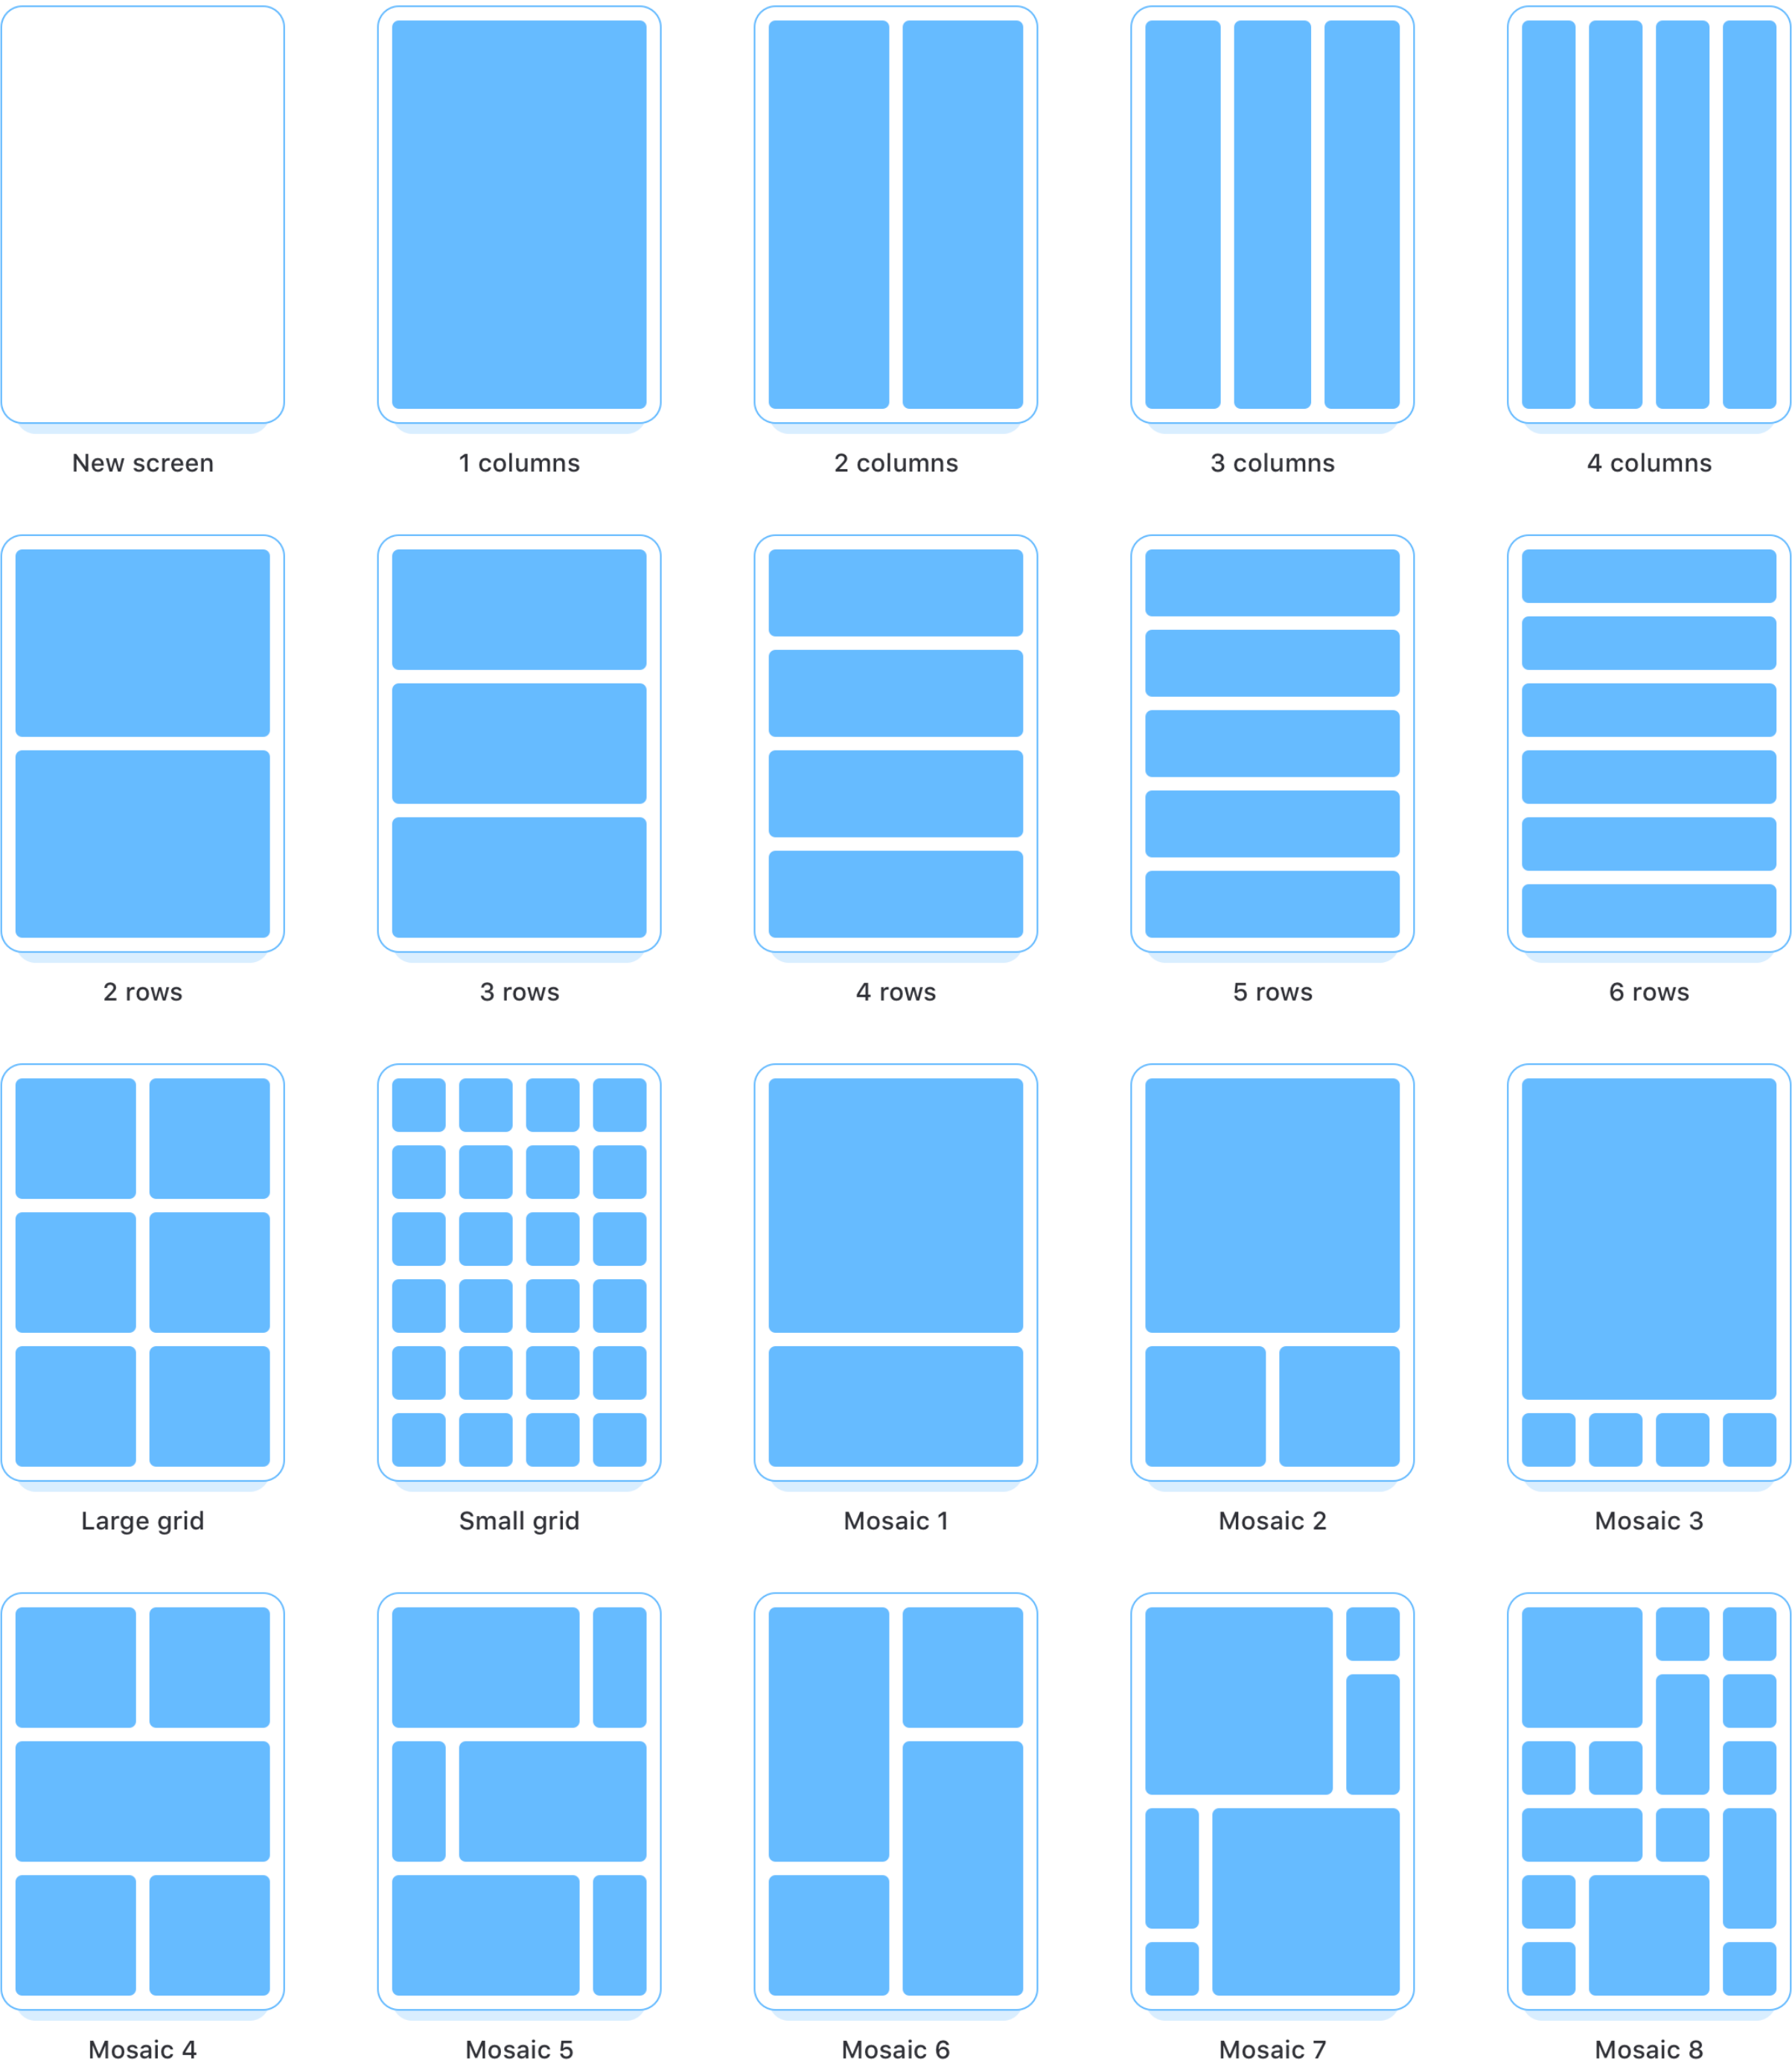 New screen
1 columns
2 columns
3 columns
4 columns
2 rows
3 rows
4 rows
5 rows
6 rows
Large grid
Small grid
Mosaic 1
Mosaic 2
Mosaic 3
Mosaic 4
Mosaic 5
Mosaic 6
Mosaic 7
Mosaic 8